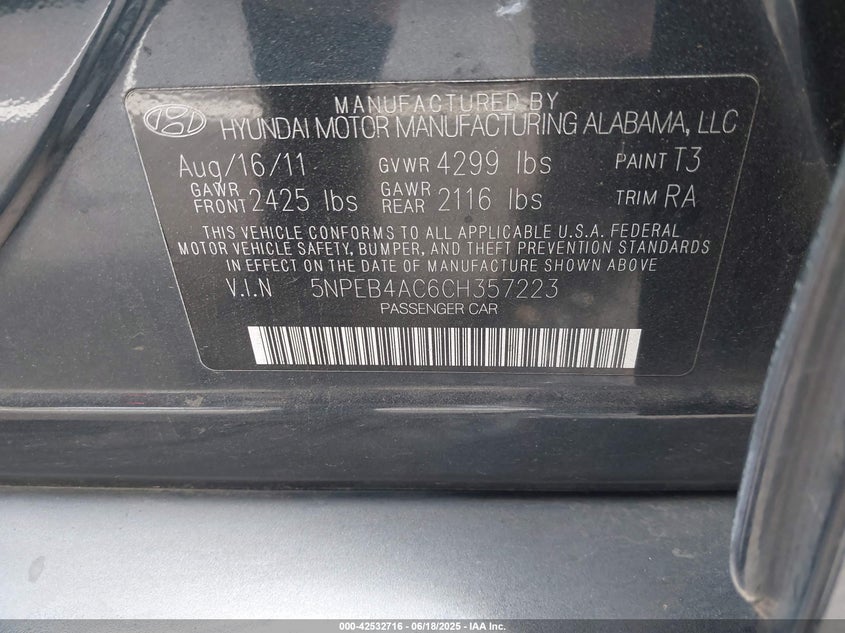 MANUFACTURED BY
HYUNDAI MOTOR MANUFACTURING ALABAMA, LLC
Aug/16/11 GVWR 4299 lbs PAINT T3
GAWR FRONT 2425 lbs GAWR REAR 2116 lbs TRIM RA
THIS VEHICLE CONFORMS TO ALL APPLICABLE U.S.A. FEDERAL
MOTOR VEHICLE SAFETY, BUMPER, AND THEFT PREVENTION STANDARDS
IN EFFECT ON THE DATE OF MANUFACTURE SHOWN ABOVE
V.I.N 5NPEB4AC6CH357223
PASSENGER CAR
000-42532716 - 06/18/2025 - IAA Inc.